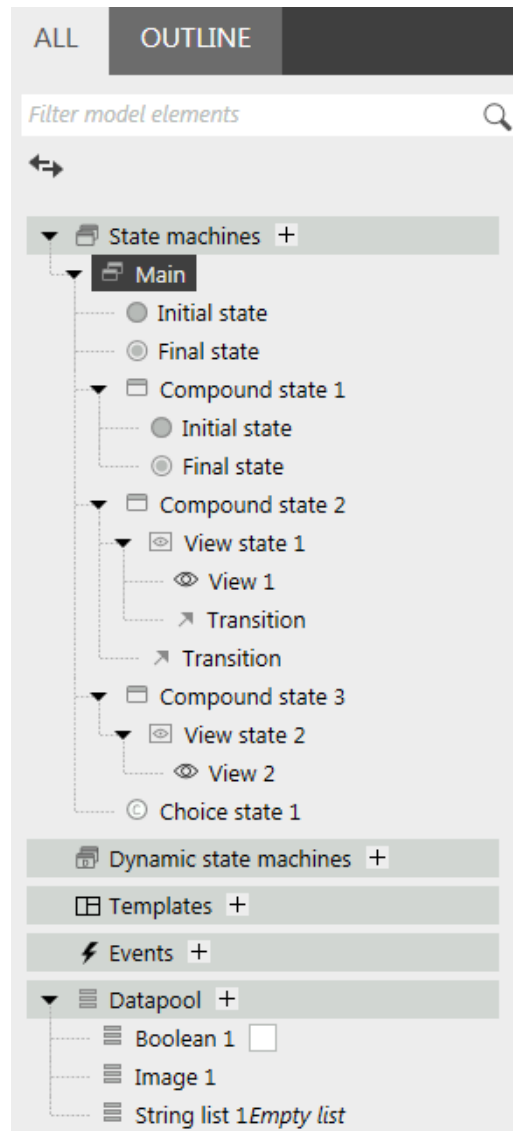 ALL OUTLINE
Filter model elements
State machines +
Main
Initial state
Final state
Compound state 1
Initial state
Final state
Compound state 2
View state 1
View 1
Transition
Transition
Compound state 3
View state 2
View 2
C Choice state 1
D Dynamic state machines +
Templates +
Events +
Datapool +
Boolean 1
Image 1
String list 1 Empty list